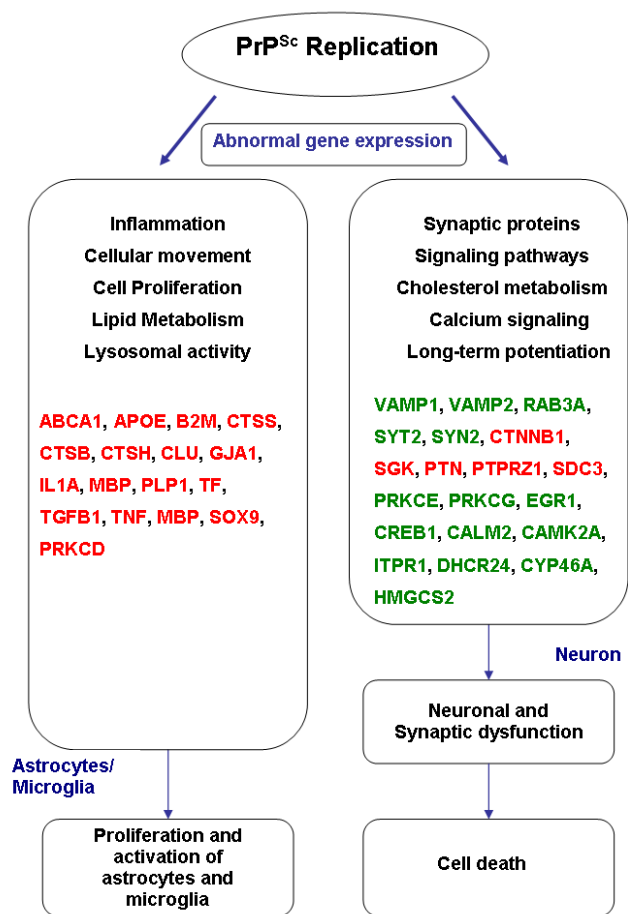 PrPSc Replication
Abnormal gene expression
Inflammation
Cellular movement
Cell Proliferation
Lipid Metabolism
Lysosomal activity
ABCA1, APOE, B2M, CTSS,
CTSB, CTSH, CLU, GJA1,
IL1A, MBP, PLP1, TF,
TGFB1, TNF, MBP, SOX9,
PRKCD
Astrocytes/
Microglia
Proliferation and
activation of
astrocytes and
microglia
Synaptic proteins
Signaling pathways
Cholesterol metabolism
Calcium signaling
Long-term potentiation
VAMP1, VAMP2, RAB3A,
SYT2, SYN2, CTNNB1,
SGK, PTN, PTPRZ1, SDC3,
PRKCE, PRKCG, EGR1,
CREB1, CALM2, CAMK2A,
ITPR1, DHCR24, CYP46A,
HMGCS2
Neuron
Neuronal and
Synaptic dysfunction
Cell death